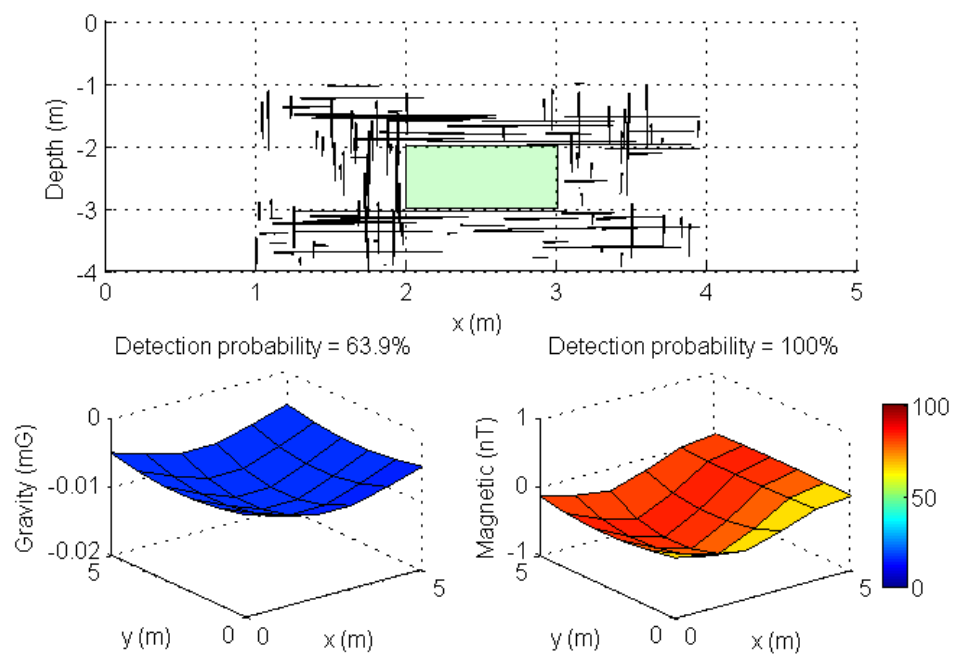 0
-1
-2
-3
-4
Depth (m)
0 1 2 3 4 5
x (m)
Detection probability = 63.9%
Detection probability = 100%
0
-0.01
-0.02
Gravity (mG)
5
0
y (m)
0
5
x (m)
1
0
-1
Magnetic (nT)
5
0
y (m)
0
5
x (m)
100
50
0